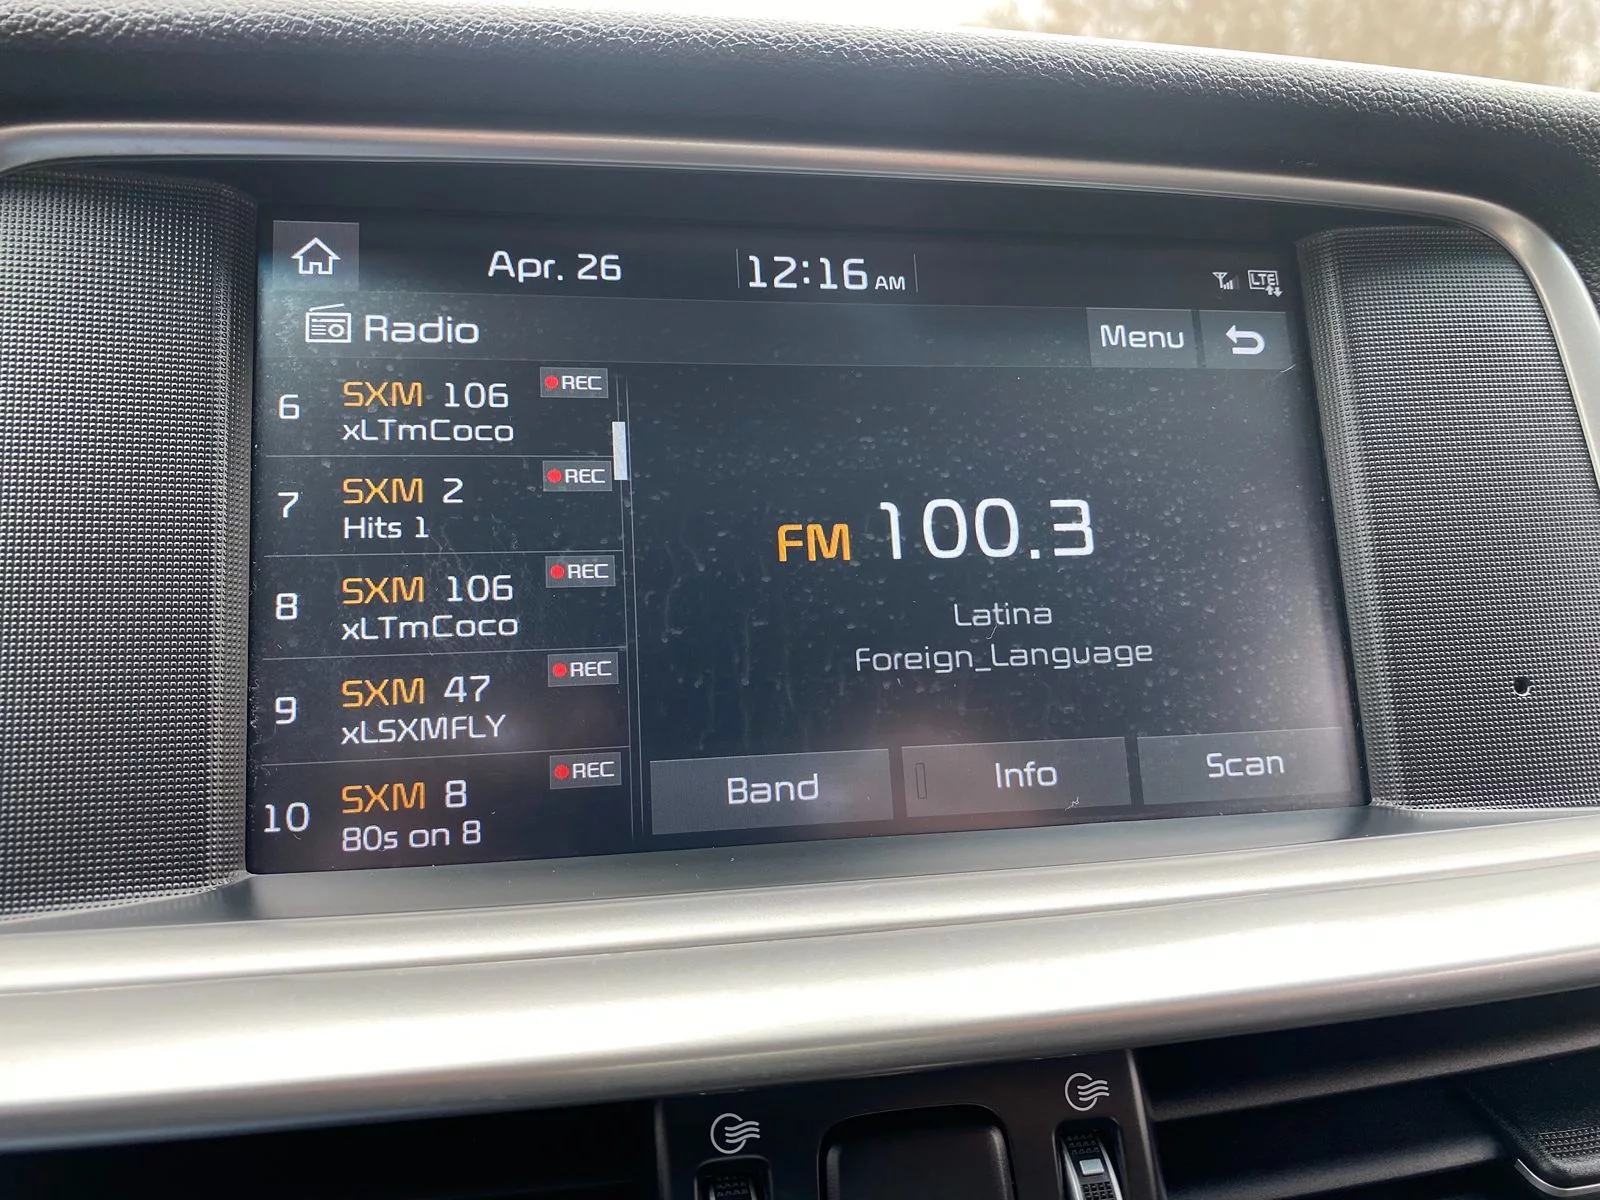 Apr. 26
12:16 AM
LTE
Radio
Menu
6 SXM 106 REC
xLTmCoco
7 SXM 2 REC
Hits 1
8 SXM 106 REC
xLTmCoco
9 SXM 47 REC
xLSXMFLY
10 SXM 8 REC
80s on 8
FM 100.3
Latina
Foreign_Language
Band
Info
Scan